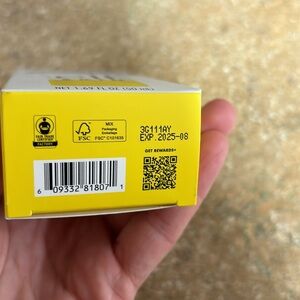 NET 1.69 FL OZ (50 mL)
FAIR TRADE
CERTIFIED
FACTORY
FSC
MIX
Packaging
FSC® C101635
3G111AY
EXP. 2025-08
GET REWARDS+
6 09332 81807 1